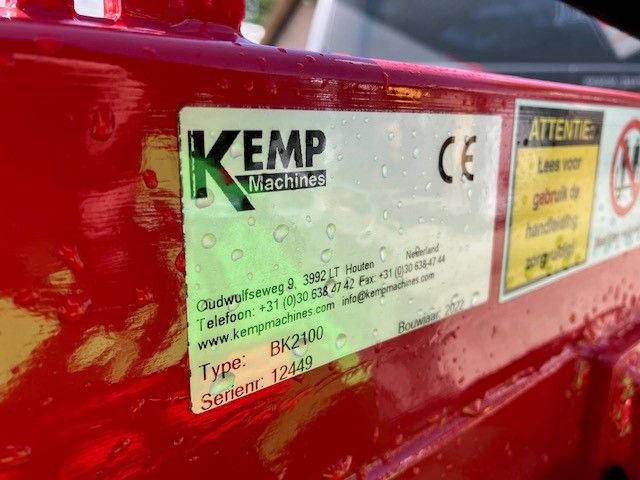 KEMP
Machines
CE
Oudwulfseweg 9, 3992 LT Houten Nederland
Telefoon: +31 (0)30 638 47 42 Fax: +31 (0)30 638-47 44
www.kempmachines.com info@kempmachines.com
Type: BK2100 Bouwjaar: 2022
Serienr: 12449
ATTENTIE:
Lees voor
gebruik de
handleiding
zorgvuldig!